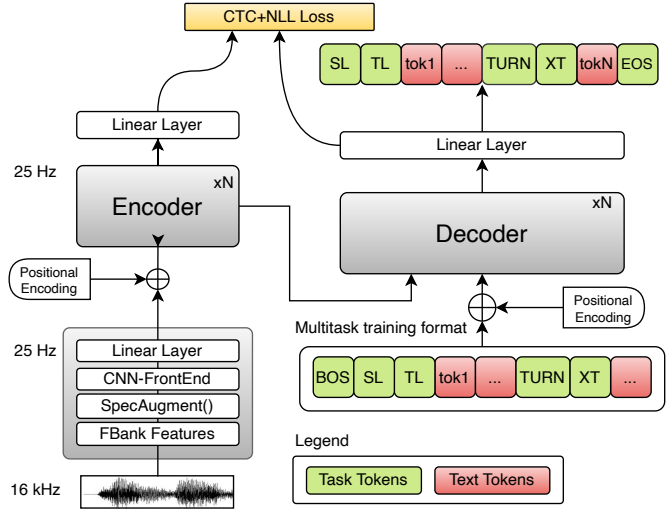 CTC+NLL Loss
SL TL tok1 ... TURN XT tokN EOS
Linear Layer
Linear Layer
25 Hz
xN
Encoder
xN
Decoder
Positional
Encoding
Positional
Encoding
Multitask training format
25 Hz
Linear Layer
CNN-FrontEnd
SpecAugment()
FBank Features
BOS SL TL tok1 ... TURN XT ...
Legend
Task Tokens Text Tokens
16 kHz